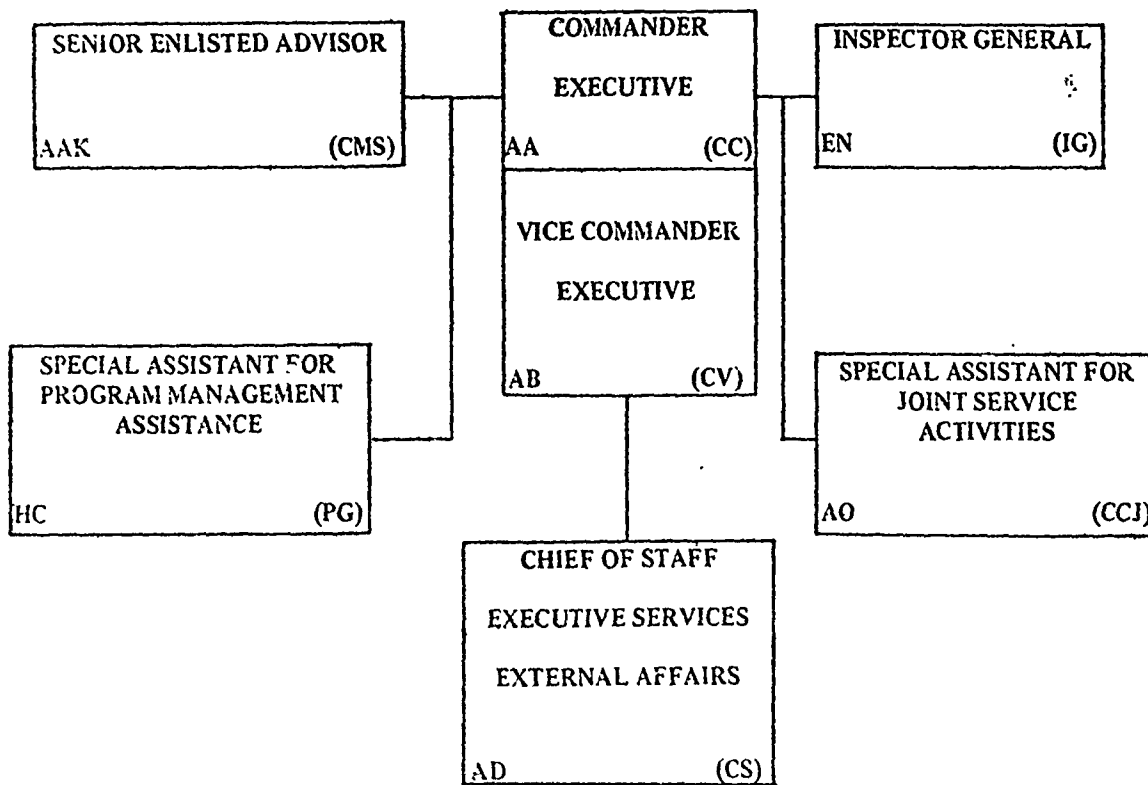 SENIOR ENLISTED ADVISOR
AAK (CMS)
COMMANDER
EXECUTIVE
AA (CC)
INSPECTOR GENERAL
EN (IG)
VICE COMMANDER
EXECUTIVE
AB (CV)
SPECIAL ASSISTANT FOR
PROGRAM MANAGEMENT
ASSISTANCE
HC (PG)
SPECIAL ASSISTANT FOR
JOINT SERVICE
ACTIVITIES
AO (CCJ)
CHIEF OF STAFF
EXECUTIVE SERVICES
EXTERNAL AFFAIRS
AD (CS)